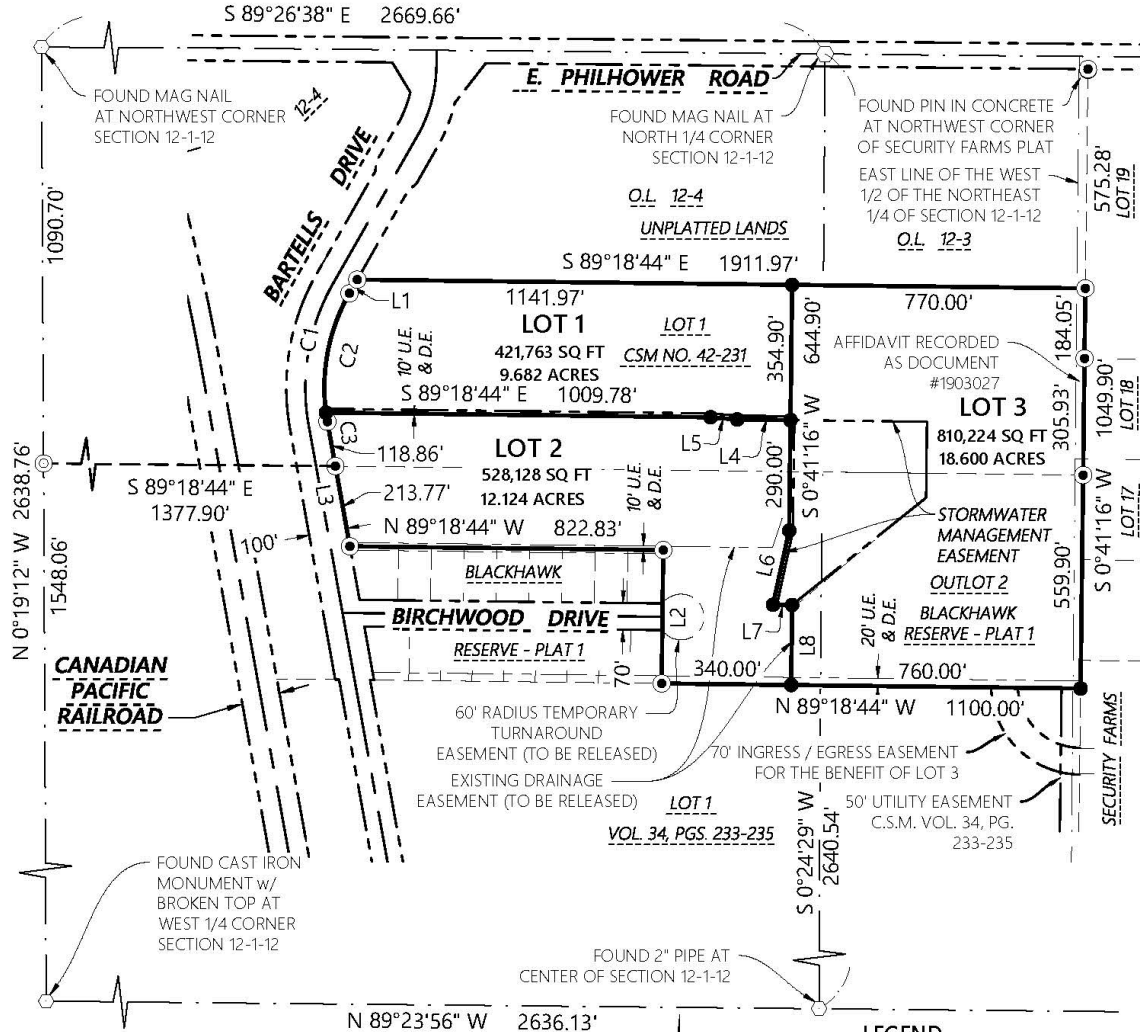 S 89°26'38" E 2669.66'
E. PHILHOWER ROAD
FOUND MAG NAIL
AT NORTHWEST CORNER
SECTION 12-1-12
12-4
BARTELLS DRIVE
FOUND MAG NAIL AT
NORTH 1/4 CORNER
SECTION 12-1-12
FOUND PIN IN CONCRETE
AT NORTHWEST CORNER
OF SECURITY FARMS PLAT
EAST LINE OF THE WEST
1/2 OF THE NORTHEAST
1/4 OF SECTION 12-1-12
O.L. 12-3
575.28'
LOT 19
O.L. 12-4
UNPLATTED LANDS
1090.70'
S 89°18'44" E 1911.97'
L1
1141.97'
770.00'
LOT 1
421,763 SQ FT
9.682 ACRES
LOT 1
CSM NO. 42-231
354.90'
644.90'
184.05'
AFFIDAVIT RECORDED
AS DOCUMENT
#1903027
C1
C2
10' U.E.
& D.E.
S 89°18'44" E 1009.78'
LOT 3
810,224 SQ FT
18.600 ACRES
305.93'
1049.90'
LOT 18
C3
118.86'
LOT 2
528,128 SQ FT
12.124 ACRES
L5
L4
10' U.E.
& D.E.
290.00'
S 0°41'16" W
N 0°19'12" W 2638.76'
S 89°18'44" E
1377.90'
L3
213.77'
N 89°18'44" W 822.83'
100'
1548.06'
STORMWATER
MANAGEMENT
EASEMENT
OUTLOT 2
BLACKHAWK
RESERVE - PLAT 1
LOT 17
S 0°41'16" W
559.90'
L6
L7
L8
BLACKHAWK
BIRCHWOOD DRIVE
RESERVE - PLAT 1
L2
70'
20' U.E.
& D.E.
CANADIAN
PACIFIC
RAILROAD
340.00'
760.00'
N 89°18'44" W 1100.00'
60' RADIUS TEMPORARY
TURNAROUND
EASEMENT (TO BE RELEASED)
EXISTING DRAINAGE
EASEMENT (TO BE RELEASED)
70' INGRESS / EGRESS EASEMENT
FOR THE BENEFIT OF LOT 3
50' UTILITY EASEMENT
C.S.M. VOL. 34, PG.
233-235
SECURITY FARMS
LOT 1
VOL. 34, PGS. 233-235
S 0°24'29" W
2640.54'
FOUND CAST IRON
MONUMENT w/
BROKEN TOP AT
WEST 1/4 CORNER
SECTION 12-1-12
FOUND 2" PIPE AT
CENTER OF SECTION 12-1-12
N 89°23'56" W 2636.13'
LEGEND